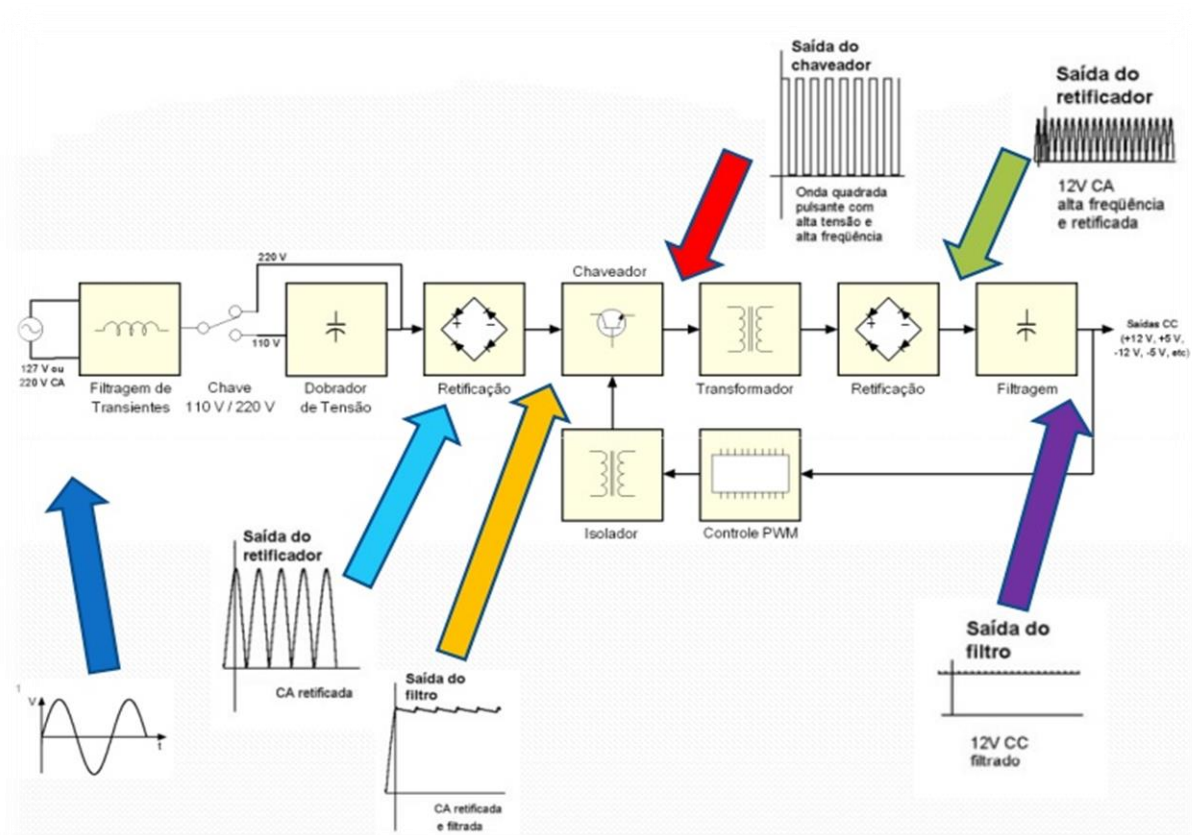 Saída do
chaveador
Onda quadrada
pulsante com
alta tensão e
alta freqüência
Saída do
retificador
12V CA
alta freqüência
e retificada
127 V ou
220 V CA
Filtragem de
Transientes
Chave
110 V / 220 V
220 V
110 V
Dobrador
de Tensão
+ −
Retificação
Chaveador
Transformador
+ −
Retificação
Filtragem
Saídas CC
(+12 V, +5 V,
-12 V, -5 V, etc)
Isolador
Controle PWM
1
V
t
Saída do
retificador
CA retificada
Saída do
filtro
CA retificada
e filtrada
Saída do
filtro
12V CC
filtrado